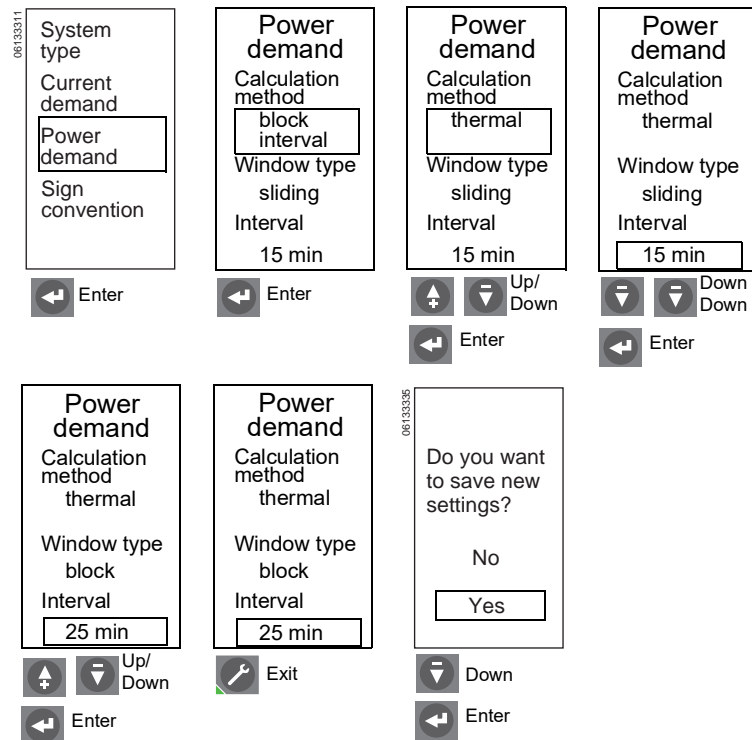 06133311
System
type
Current
demand
Power
demand
Sign
convention
Enter
Power
demand
Calculation
method
block
interval
Window type
sliding
Interval
15 min
Enter
Power
demand
Calculation
method
thermal
Window type
sliding
Interval
15 min
Up/
Down
Enter
Power
demand
Calculation
method
thermal
Window type
sliding
Interval
15 min
Down
Down
Enter
Power
demand
Calculation
method
thermal
Window type
block
Interval
25 min
Up/
Down
Enter
Power
demand
Calculation
method
thermal
Window type
block
Interval
25 min
Exit
06133335
Do you want
to save new
settings?
No
Yes
Down
Enter